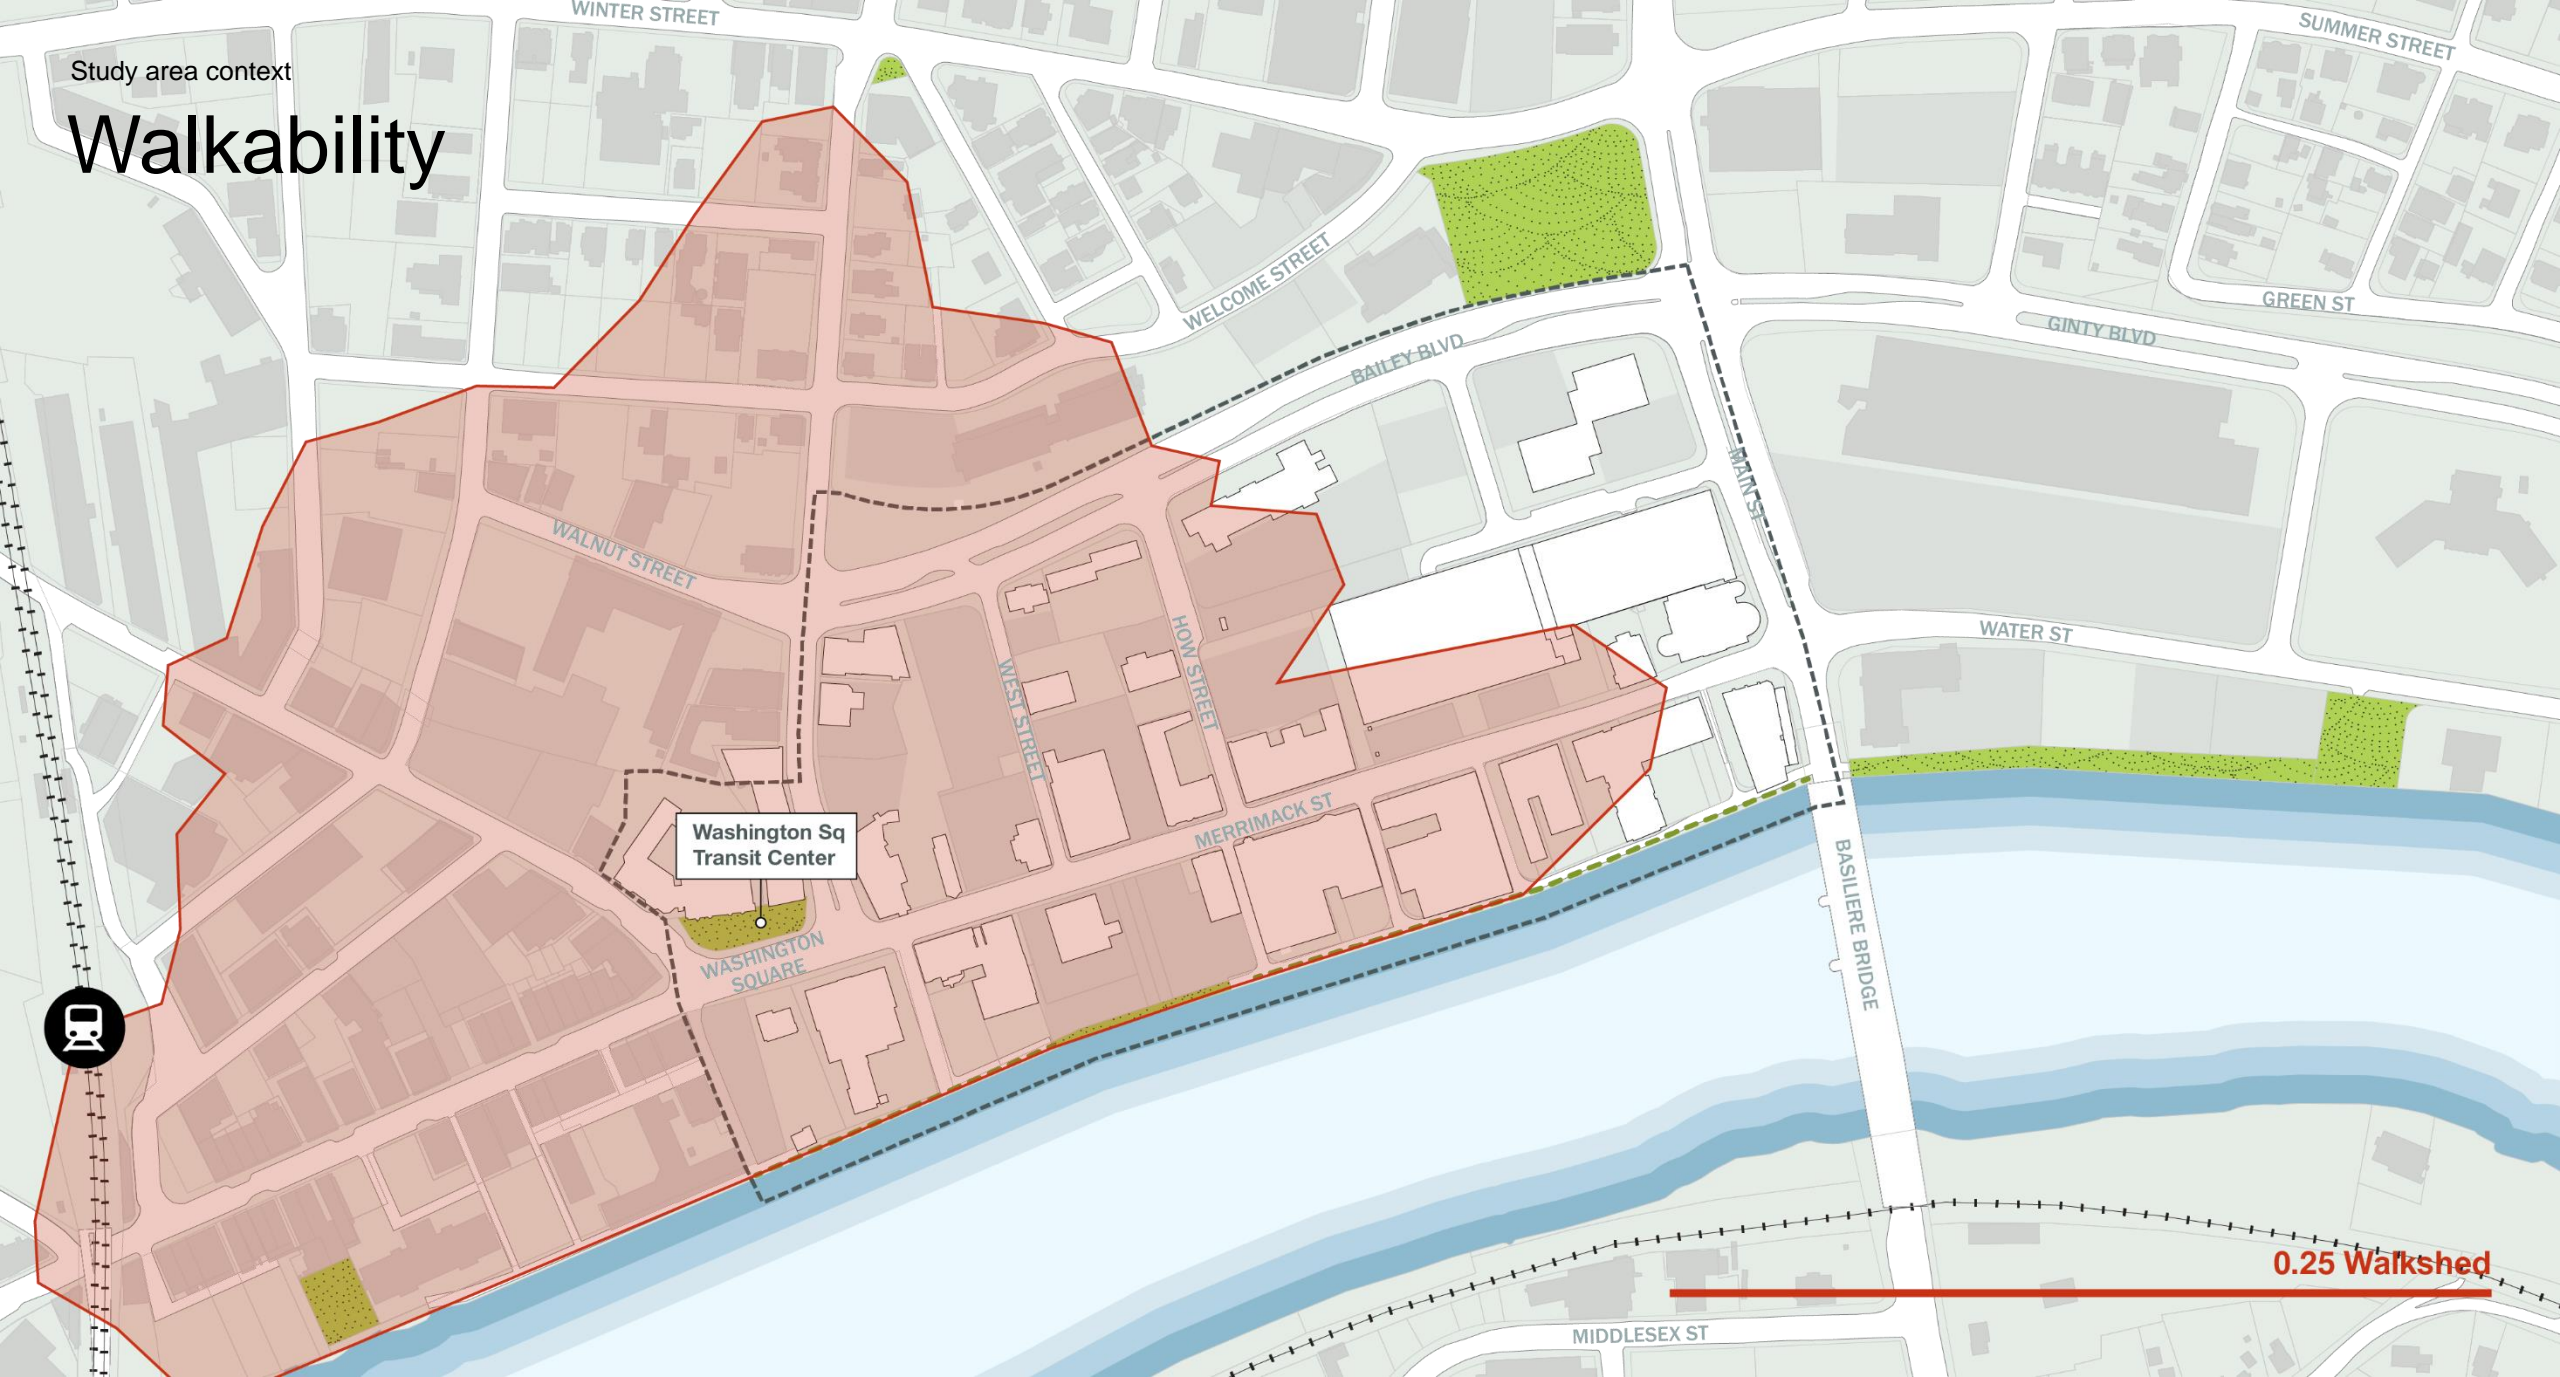 WINTER STREET
SUMMER STREET
Study area context
Walkability
WELCOME STREET
GREEN ST
GINTY BLVD
BAILEY BLVD
MAIN ST
WALNUT STREET
HOW STREET
WATER ST
WEST STREET
Washington Sq
Transit Center
MERRIMACK ST
BASILIERE BRIDGE
WASHINGTON
SQUARE
0.25 Walkshed
MIDDLESEX ST